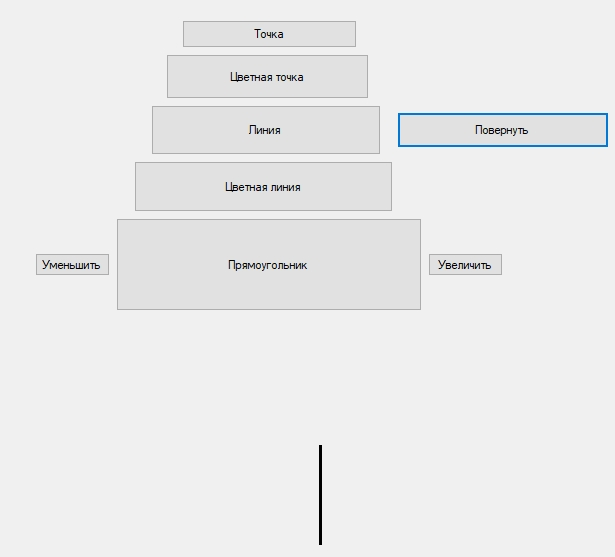 Точка
Цветная точка
Линия
Повернуть
Цветная линия
Уменьшить
Прямоугольник
Увеличить